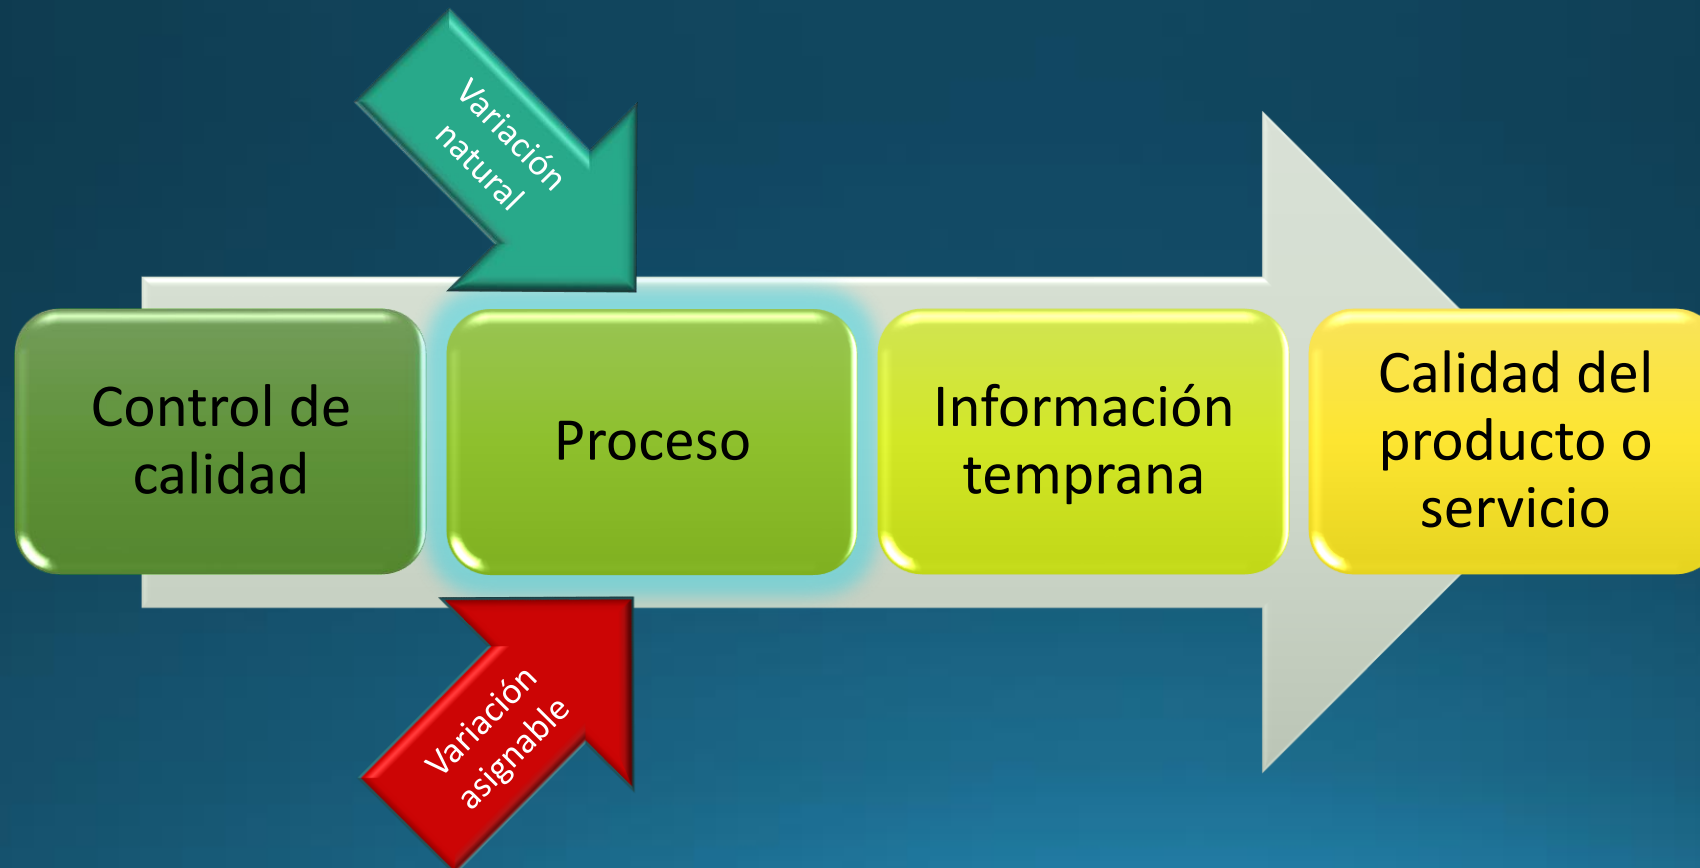 Variación
natural
Control de
calidad
Proceso
Información
temprana
Calidad del
producto o
servicio
Variación
asignable